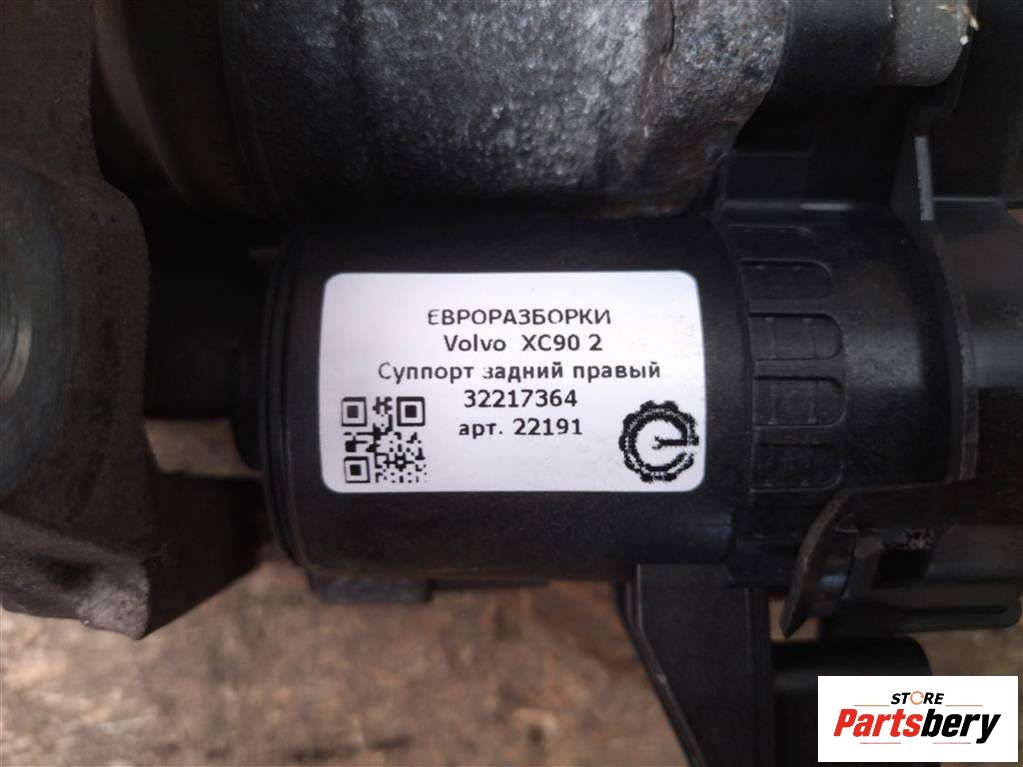 ЕВРОРАЗБОРКИ
Volvo XC90 2
Суппорт задний правый
32217364
арт. 22191
STORE
Partsbery